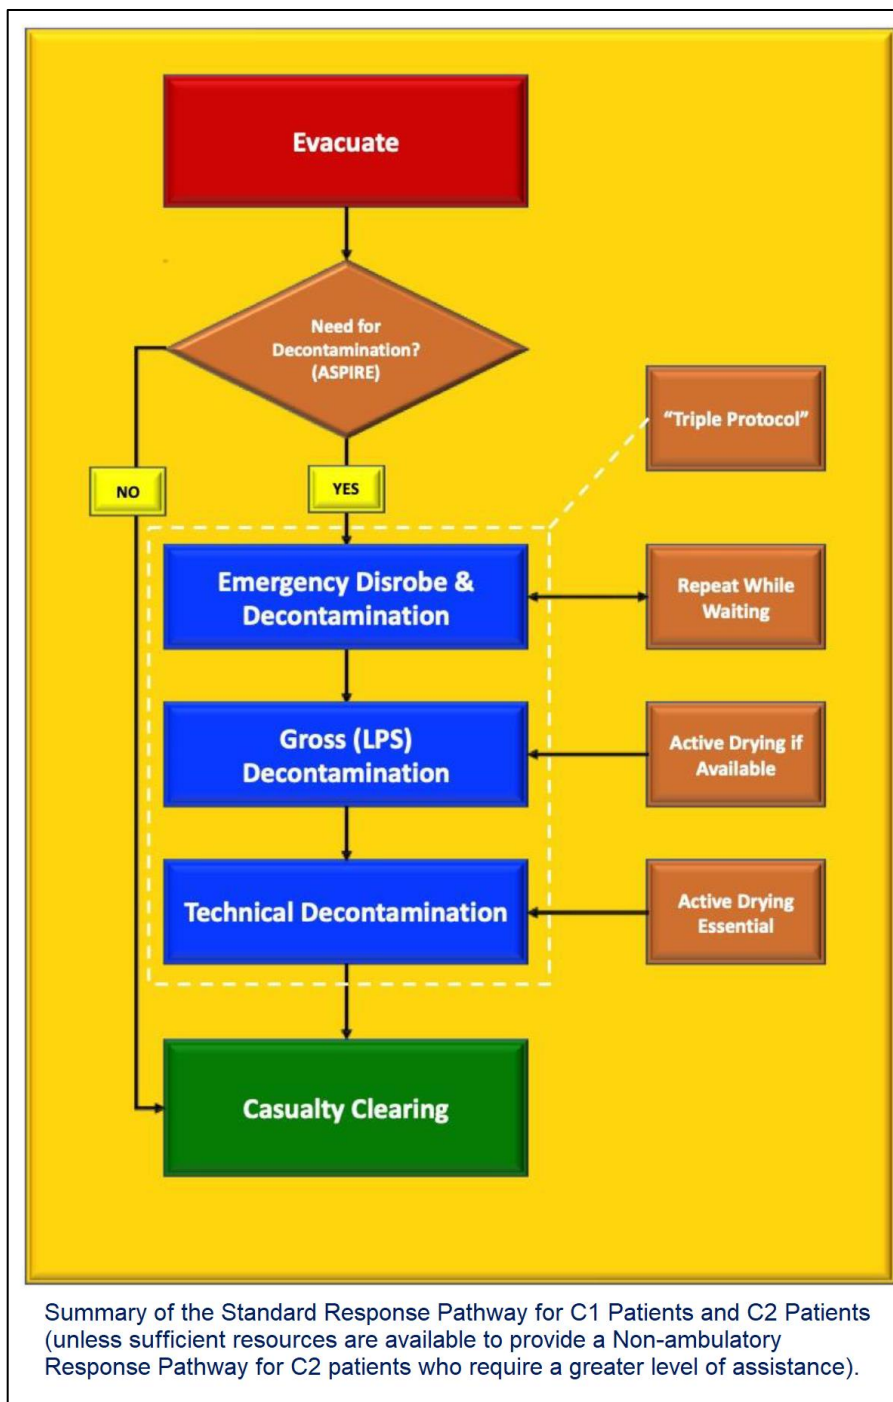 Evacuate
Need for
Decontamination?
(ASPIRE)
“Triple Protocol”
NO
YES
Emergency Disrobe &
Decontamination
Repeat While
Waiting
Gross (LPS)
Decontamination
Active Drying if
Available
Technical Decontamination
Active Drying
Essential
Casualty Clearing
Summary of the Standard Response Pathway for C1 Patients and C2 Patients
(unless sufficient resources are available to provide a Non-ambulatory
Response Pathway for C2 patients who require a greater level of assistance).